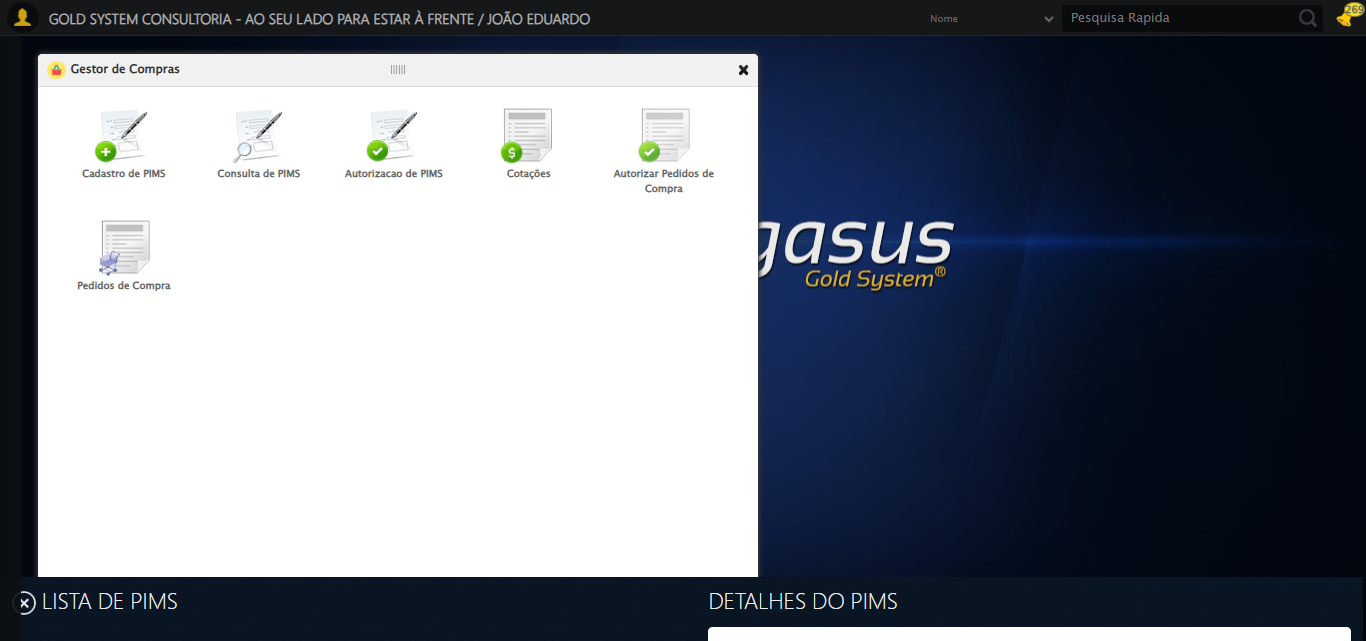 GOLD SYSTEM CONSULTORIA - AO SEU LADO PARA ESTAR À FRENTE / JOÃO EDUARDO
Nome
Pesquisa Rapida
269
Gestor de Compras
Cadastro de PIMS
Consulta de PIMS
Autorizacao de PIMS
Cotações
Autorizar Pedidos de
Compra
Pedidos de Compra
gasus
Gold System®
LISTA DE PIMS
DETALHES DO PIMS